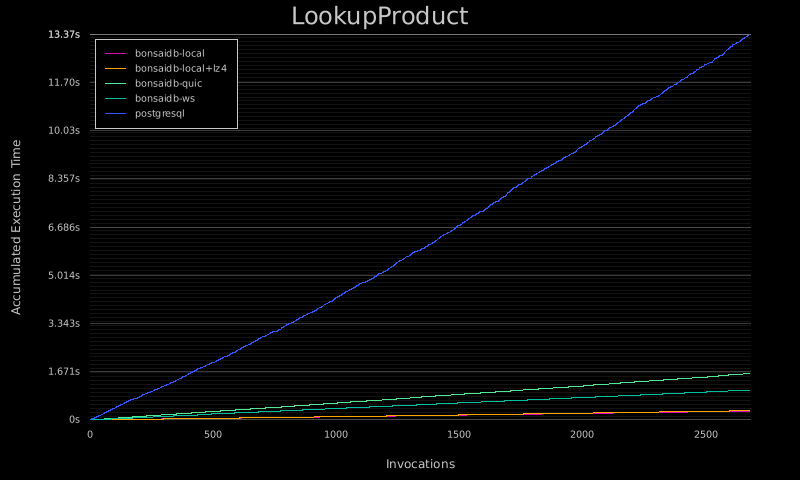 LookupProduct
13.37s
11.70s
10.03s
8.357s
6.686s
5.014s
3.343s
1.671s
0s
bonsaidb-local
bonsaidb-local+lz4
bonsaidb-quic
bonsaidb-ws
postgresql
Accumulated Execution Time
0 500 1000 1500 2000 2500
Invocations